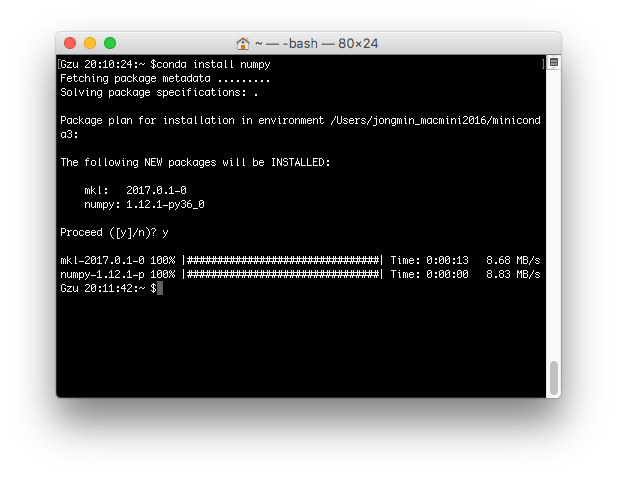 ~ — -bash — 80×24
[Gzu 20:10:24:~ $conda install numpy ]
Fetching package metadata .........
Solving package specifications: .
Package plan for installation in environment /Users/jongmin_macmini2016/minicond
a3:
The following NEW packages will be INSTALLED:
mkl: 2017.0.1-0
numpy: 1.12.1-py36_0
Proceed ([y]/n)? y
mkl-2017.0.1-0 100% |################################| Time: 0:00:13 8.68 MB/s
numpy-1.12.1-p 100% |################################| Time: 0:00:00 8.83 MB/s
Gzu 20:11:42:~ $